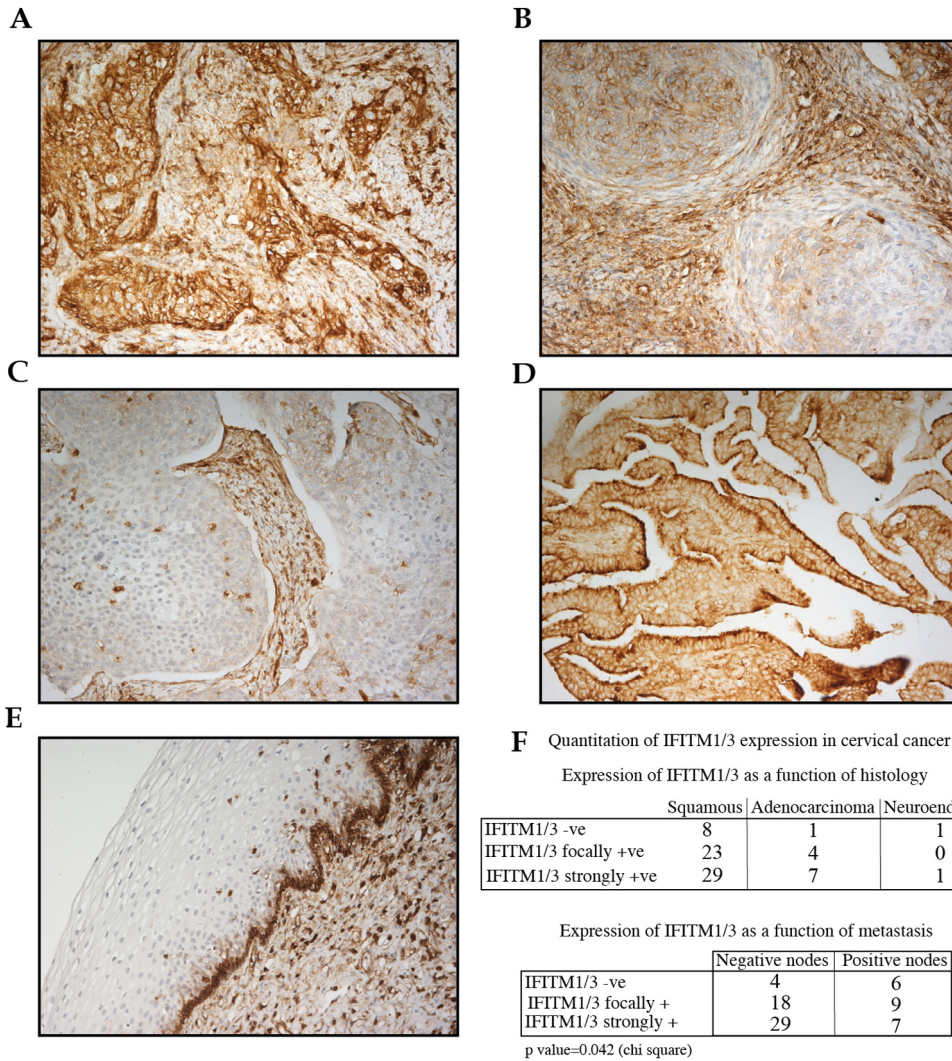 A
B
C
D
E
F
Quantitation of IFITM1/3 expression in cervical cancer
Expression of IFITM1/3 as a function of histology
Squamous Adenocarcinoma Neuroend
IFITM1/3 -ve 8 1 1
IFITM1/3 focally +ve 23 4 0
IFITM1/3 strongly +ve 29 7 1
Expression of IFITM1/3 as a function of metastasis
Negative nodes Positive nodes
IFITM1/3 -ve 4 6
IFITM1/3 focally + 18 9
IFITM1/3 strongly + 29 7
p value=0.042 (chi square)